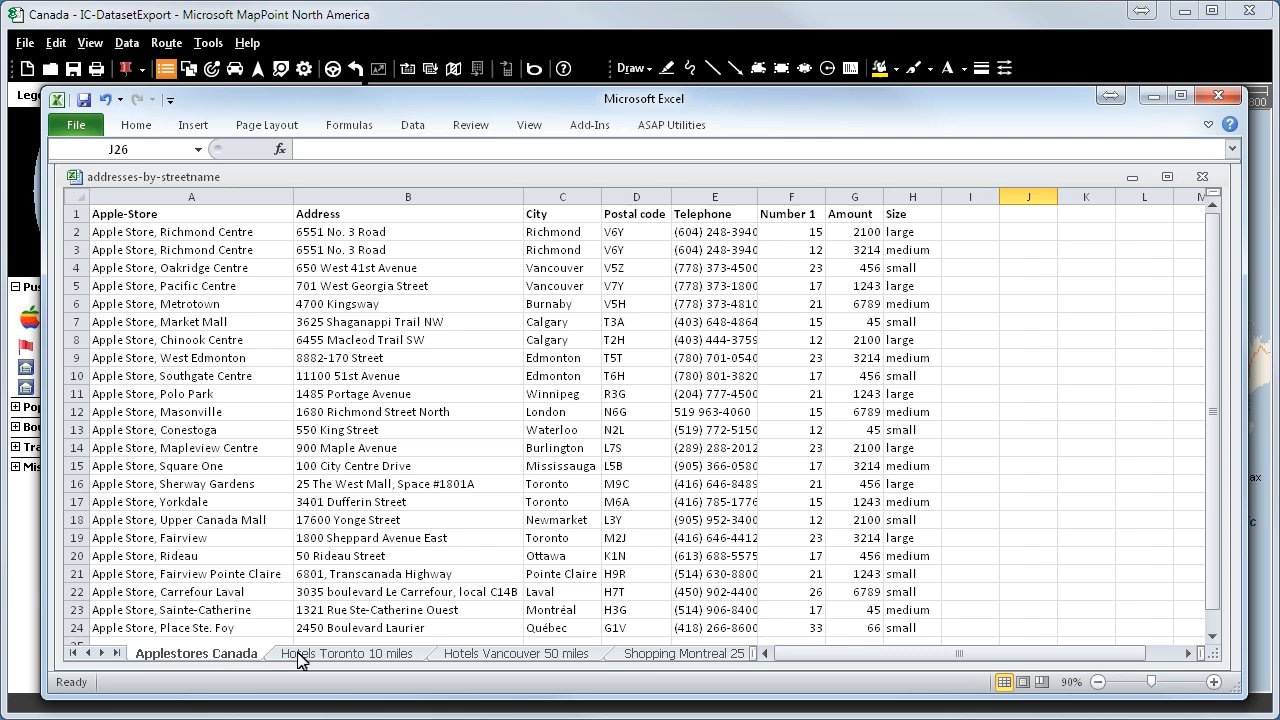 Canada - IC-DatasetExport - Microsoft MapPoint North America
File Edit View Data Route Tools Help
Draw
Lege
800
Microsoft Excel
File Home Insert Page Layout Formulas Data Review View Add-Ins ASAP Utilities
J26 fx
addresses-by-streetname
A B C D E F G H I J K L M
1 Apple-Store Address City Postal code Telephone Number 1 Amount Size
2 Apple Store, Richmond Centre 6551 No. 3 Road Richmond V6Y (604) 248-3940 15 2100 large
3 Apple Store, Richmond Centre 6551 No. 3 Road Richmond V6Y (604) 248-3940 12 3214 medium
4 Apple Store, Oakridge Centre 650 West 41st Avenue Vancouver V5Z (778) 373-4500 23 456 small
5 Apple Store, Pacific Centre 701 West Georgia Street Vancouver V7Y (778) 373-1800 17 1243 large
6 Apple Store, Metrotown 4700 Kingsway Burnaby V5H (778) 373-4810 21 6789 medium
7 Apple Store, Market Mall 3625 Shaganappi Trail NW Calgary T3A (403) 648-4864 15 45 small
8 Apple Store, Chinook Centre 6455 Macleod Trail SW Calgary T2H (403) 444-3759 12 2100 large
9 Apple Store, West Edmonton 8882-170 Street Edmonton T5T (780) 701-0540 23 3214 medium
10 Apple Store, Southgate Centre 11100 51st Avenue Edmonton T6H (780) 801-3820 17 456 small
11 Apple Store, Polo Park 1485 Portage Avenue Winnipeg R3G (204) 777-4500 21 1243 large
12 Apple Store, Masonville 1680 Richmond Street North London N6G 519 963-4060 15 6789 medium
13 Apple Store, Conestoga 550 King Street Waterloo N2L (519) 772-5150 12 45 small
14 Apple Store, Mapleview Centre 900 Maple Avenue Burlington L7S (289) 288-2012 23 2100 large
15 Apple Store, Square One 100 City Centre Drive Mississauga L5B (905) 366-0580 17 3214 medium
16 Apple Store, Sherway Gardens 25 The West Mall, Space #1801A Toronto M9C (416) 646-8489 21 456 large
17 Apple Store, Yorkdale 3401 Dufferin Street Toronto M6A (416) 785-1776 15 1243 medium
18 Apple Store, Upper Canada Mall 17600 Yonge Street Newmarket L3Y (905) 952-3400 12 2100 small
19 Apple Store, Fairview 1800 Sheppard Avenue East Toronto M2J (416) 646-4412 23 3214 large
20 Apple Store, Rideau 50 Rideau Street Ottawa K1N (613) 688-5575 17 456 medium
21 Apple Store, Fairview Pointe Claire 6801, Transcanada Highway Pointe Claire H9R (514) 630-8800 21 1243 small
22 Apple Store, Carrefour Laval 3035 boulevard Le Carrefour, local C14B Laval H7T (450) 902-4400 26 6789 small
23 Apple Store, Sainte-Catherine 1321 Rue Ste-Catherine Ouest Montréal H3G (514) 906-8400 17 45 medium
24 Apple Store, Place Ste. Foy 2450 Boulevard Laurier Québec G1V (418) 266-8600 33 66 small
Pus
Pop
Bou
Tra
Mis
ax
Applestores Canada Hotels Toronto 10 miles Hotels Vancouver 50 miles Shopping Montreal 25
Ready 90%